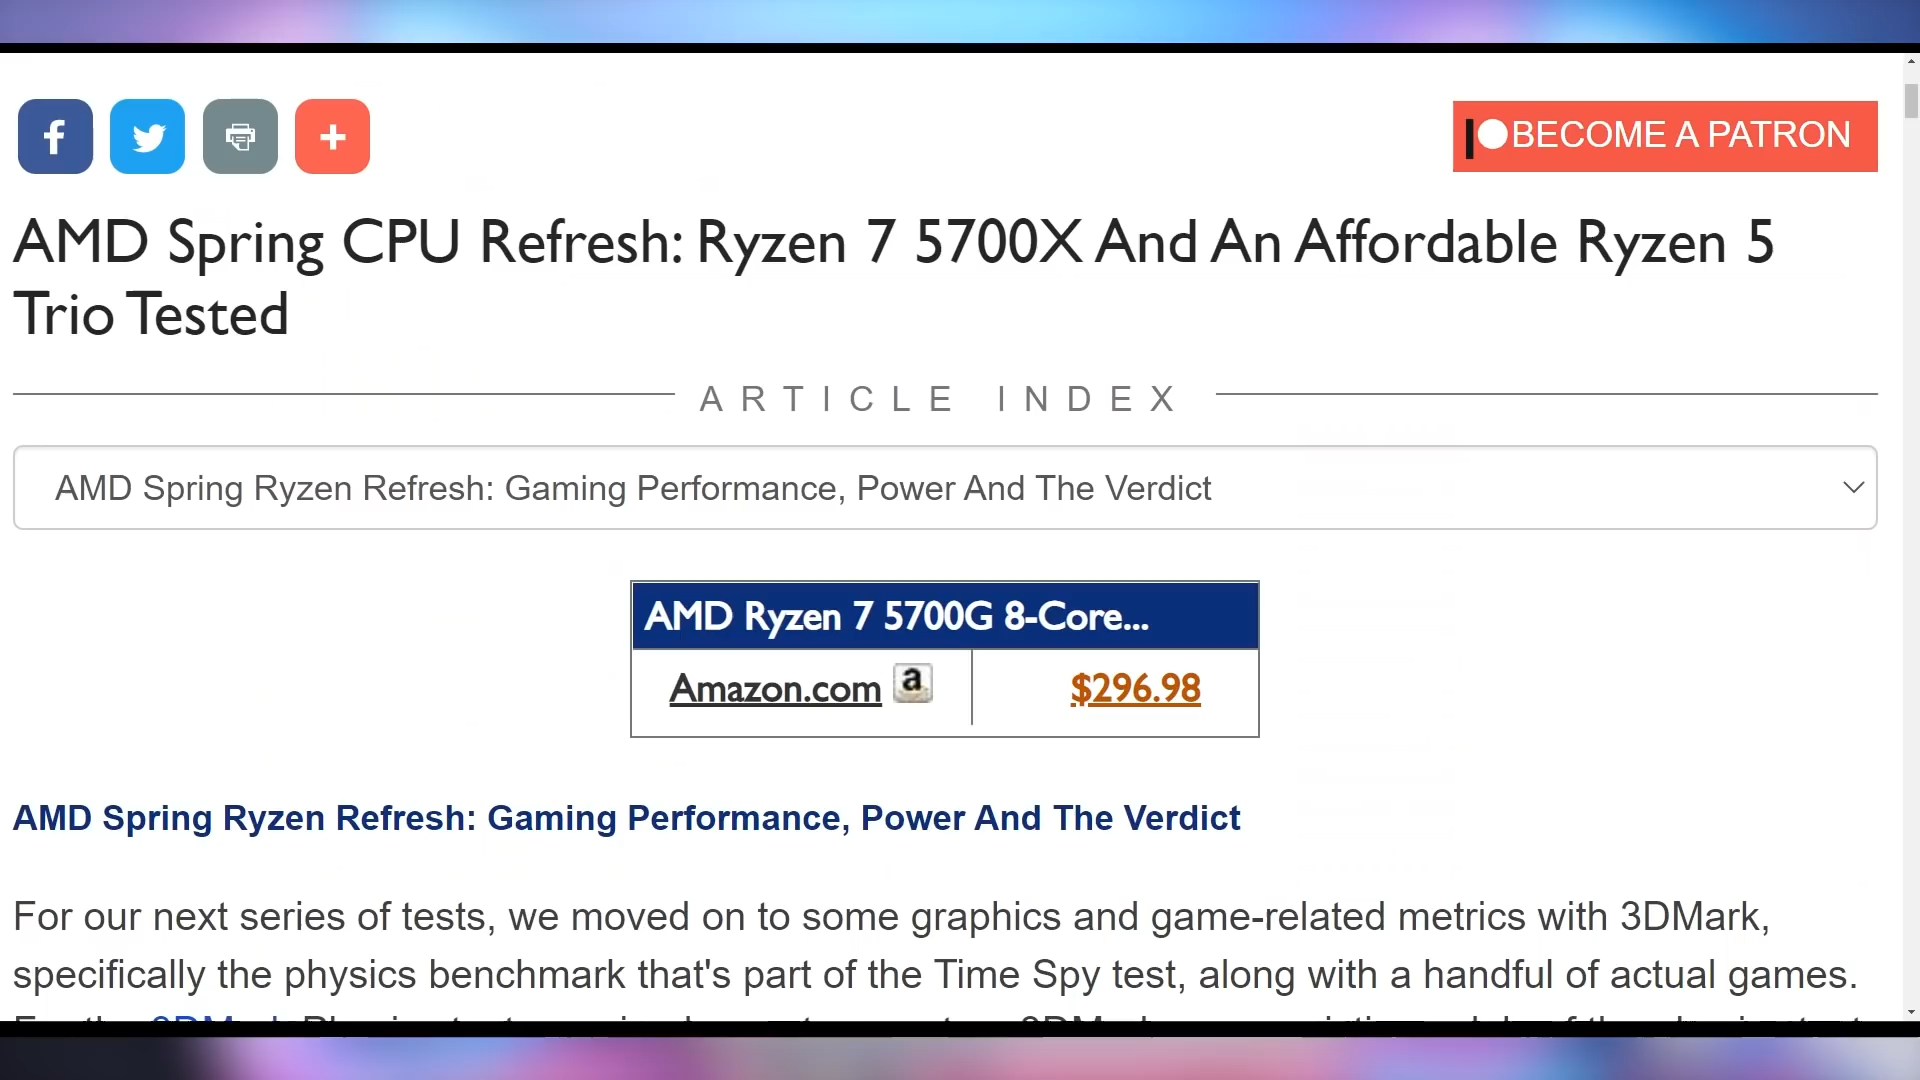 BECOME A PATRON
AMD Spring CPU Refresh: Ryzen 7 5700X And An Affordable Ryzen 5
Trio Tested
ARTICLE INDEX
AMD Spring Ryzen Refresh: Gaming Performance, Power And The Verdict
AMD Ryzen 7 5700G 8-Core...
Amazon.com $296.98
AMD Spring Ryzen Refresh: Gaming Performance, Power And The Verdict
For our next series of tests, we moved on to some graphics and game-related metrics with 3DMark,
specifically the physics benchmark that's part of the Time Spy test, along with a handful of actual games.